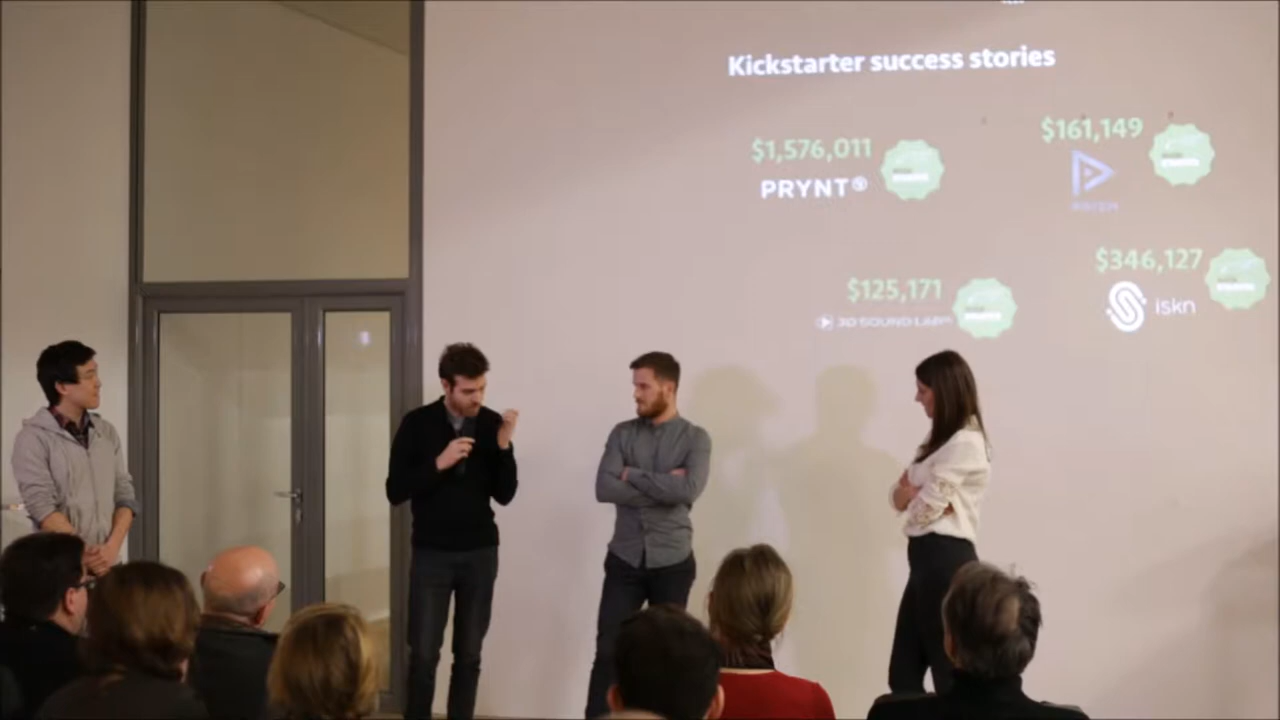 Kickstarter success stories
$1,576,011
PRYNT
$161,149
$125,171
3D SOUND LABS
$346,127
iskn